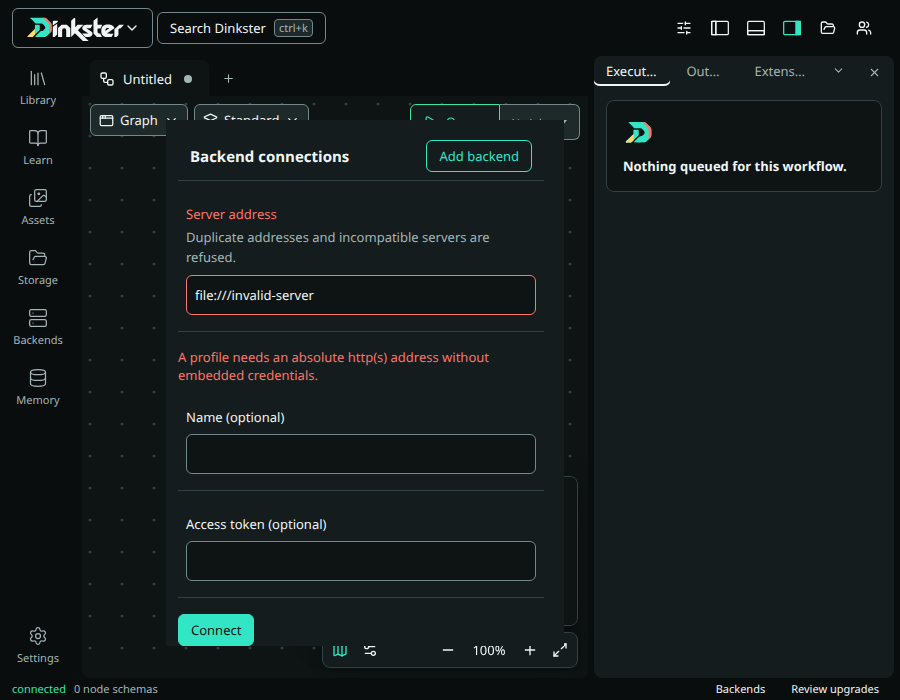 Dinkster
Search Dinkster ctrl+k
Library
Learn
Assets
Storage
Backends
Memory
Settings
Untitled
Graph
Standard
Backend connections
Add backend
Server address
Duplicate addresses and incompatible servers are
refused.
file:///invalid-server
A profile needs an absolute http(s) address without
embedded credentials.
Name (optional)
Access token (optional)
Connect
100%
Execut...
Out...
Extens...
Nothing queued for this workflow.
connected 0 node schemas
Backends
Review upgrades